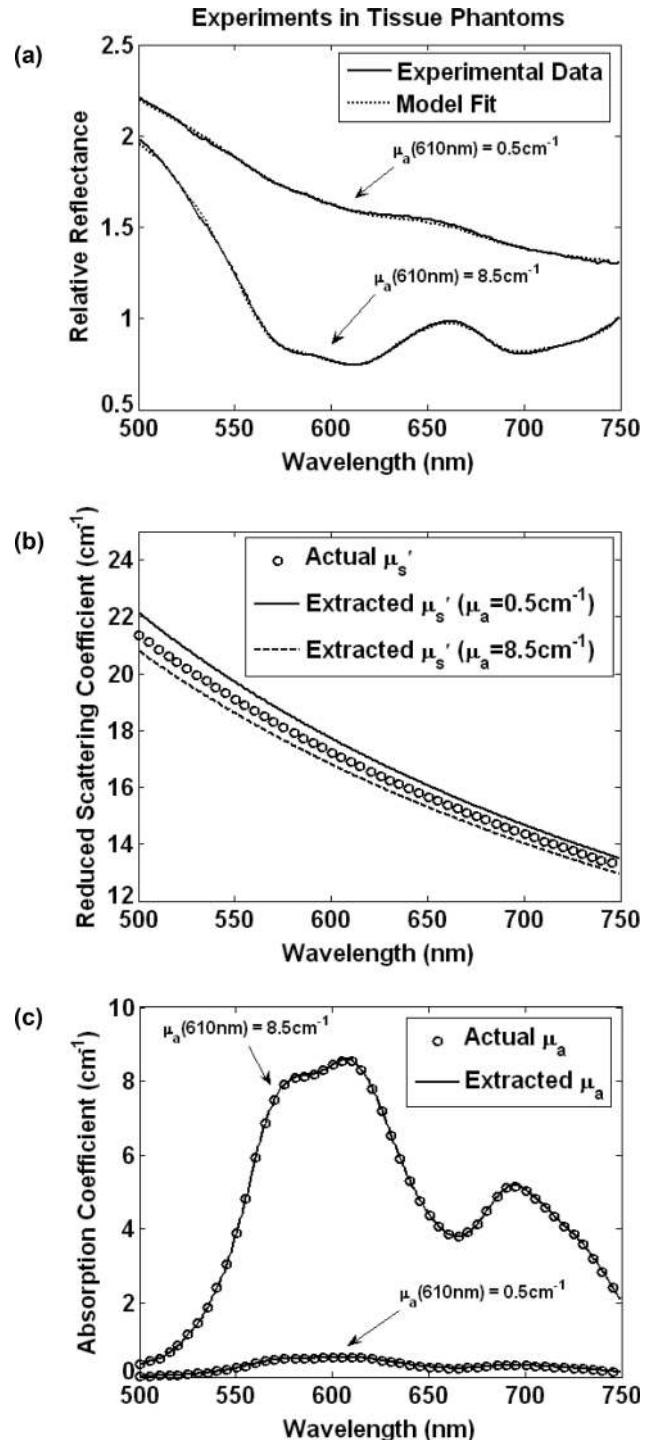 Experiments in Tissue Phantoms
(a)
Relative Reflectance
2.5
2
1.5
1
0.5
Experimental Data
Model Fit
μa(610nm) = 0.5cm-1
μa(610nm) = 8.5cm-1
500 550 600 650 700 750
Wavelength (nm)
(b)
Reduced Scattering Coefficient (cm-1)
24
22
20
18
16
14
12
Actual μs′
Extracted μs′ (μa=0.5cm-1)
Extracted μs′ (μa=8.5cm-1)
500 550 600 650 700 750
Wavelength (nm)
(c)
Absorption Coefficient (cm-1)
10
8
6
4
2
0
μa(610nm) = 8.5cm-1
Actual μa
Extracted μa
μa(610nm) = 0.5cm-1
500 550 600 650 700 750
Wavelength (nm)